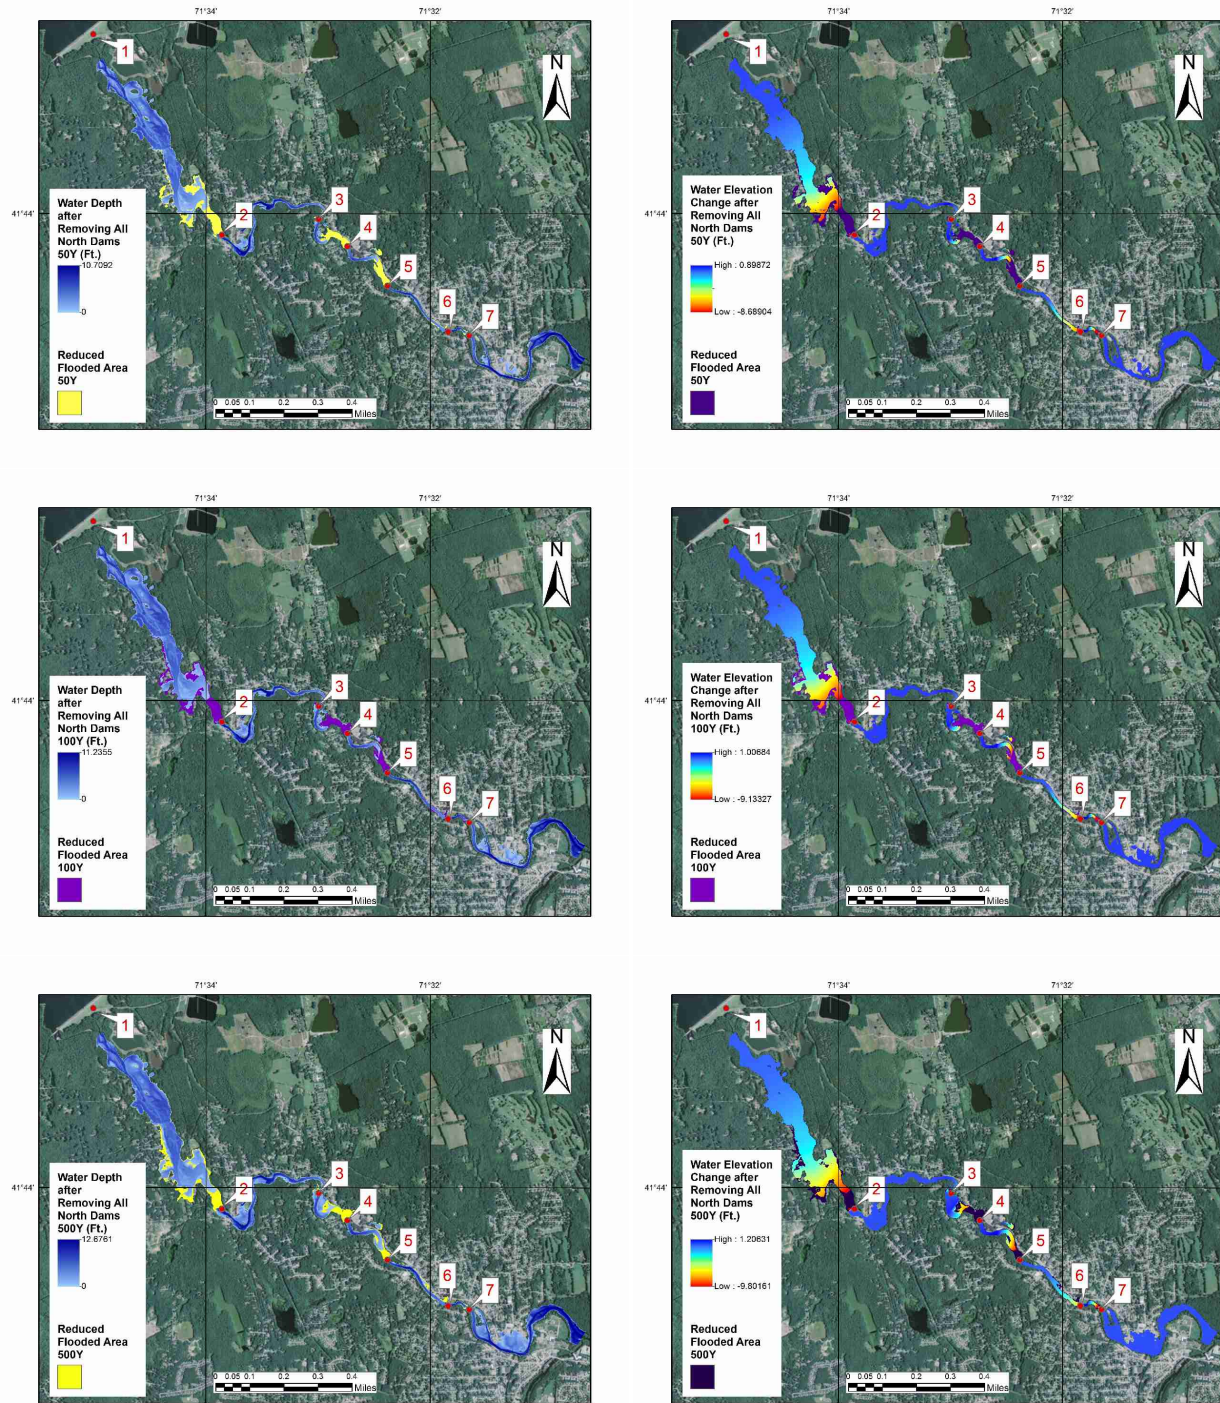 71°34'
71°32'
1
N
2
3
4
5
6
7
41°44'
Water Depth
after
Removing All
North Dams
50Y (Ft.)
10.7092
0
Reduced
Flooded Area
50Y
0 0.05 0.1 0.2 0.3 0.4
Miles
71°34'
71°32'
1
N
2
3
4
5
6
7
Water Elevation
Change after
Removing All
North Dams
50Y (Ft.)
High : 0.89872
Low : -8.68904
Reduced
Flooded Area
50Y
0 0.05 0.1 0.2 0.3 0.4
Miles
71°34'
71°32'
1
N
2
3
4
5
6
7
41°44'
Water Depth
after
Removing All
North Dams
100Y (Ft.)
11.2355
0
Reduced
Flooded Area
100Y
0 0.05 0.1 0.2 0.3 0.4
Miles
71°34'
71°32'
1
N
2
3
4
5
6
7
Water Elevation
Change after
Removing All
North Dams
100Y (Ft.)
High : 1.00684
Low : -9.13327
Reduced
Flooded Area
100Y
0 0.05 0.1 0.2 0.3 0.4
Miles
71°34'
71°32'
1
N
2
3
4
5
6
7
41°44'
Water Depth
after
Removing All
North Dams
500Y (Ft.)
12.6761
0
Reduced
Flooded Area
500Y
0 0.05 0.1 0.2 0.3 0.4
Miles
71°34'
71°32'
1
N
2
3
4
5
6
7
Water Elevation
Change after
Removing All
North Dams
500Y (Ft.)
High : 1.20631
Low : -9.80161
Reduced
Flooded Area
500Y
0 0.05 0.1 0.2 0.3 0.4
Miles